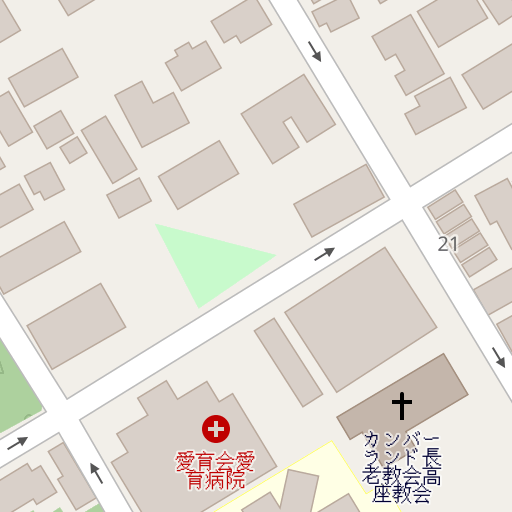 21
カンバー
ランド長
老教会高
座教会
愛育会愛
育病院